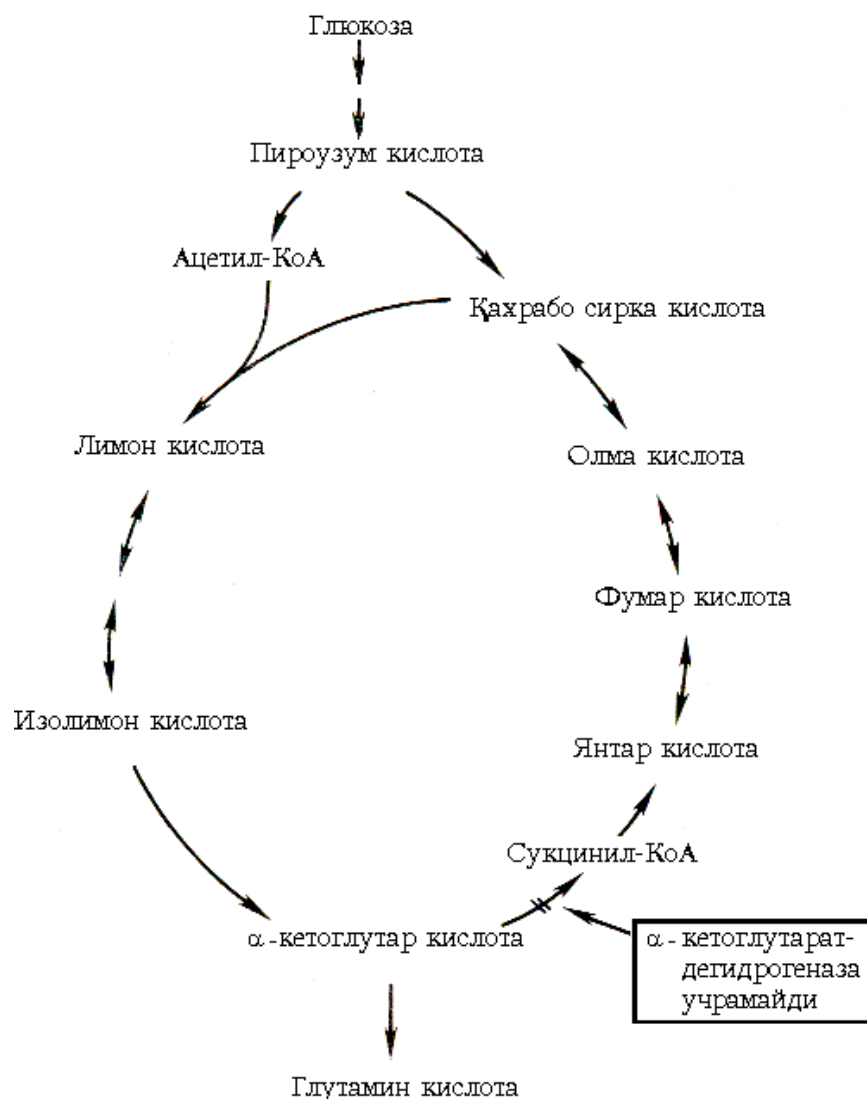 Глюкоза
Пироузум кислота
Ацетил-КоА
Қахрабо сирка кислота
Лимон кислота
Олма кислота
Фумар кислота
Изолимон кислота
Янтар кислота
Сукцинил-КоА
α-кетоглутар кислота
α- кетоглутарат-
дегидрогеназа
учрамайди
Глутамин кислота